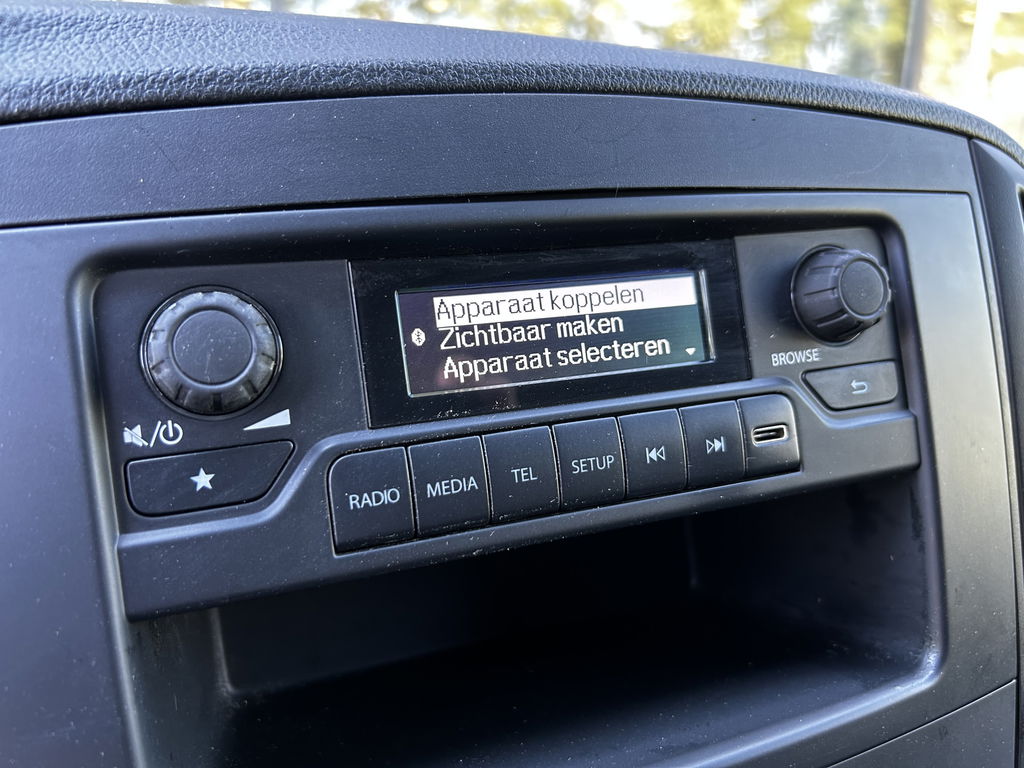 Apparaat koppelen
Zichtbaar maken
Apparaat selecteren
BROWSE
RADIO
MEDIA
TEL
SETUP